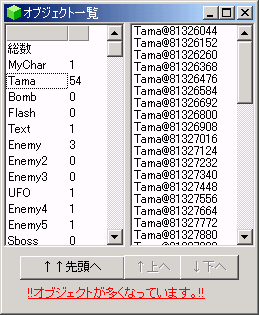 オブジェクト一覧
総数
MyChar 1
Tama 54
Bomb 0
Flash 0
Text 1
Enemy 3
Enemy2 0
Enemy3 0
UFO 1
Enemy4 1
Enemy5 1
Sboss 0
Tama@81326044
Tama@81326152
Tama@81326260
Tama@81326368
Tama@81326476
Tama@81326584
Tama@81326692
Tama@81326800
Tama@81326908
Tama@81327016
Tama@81327124
Tama@81327232
Tama@81327340
Tama@81327448
Tama@81327556
Tama@81327664
Tama@81327772
Tama@81327880
↑↑先頭へ ↑上へ ↓下へ
!!オブジェクトが多くなっています。!!